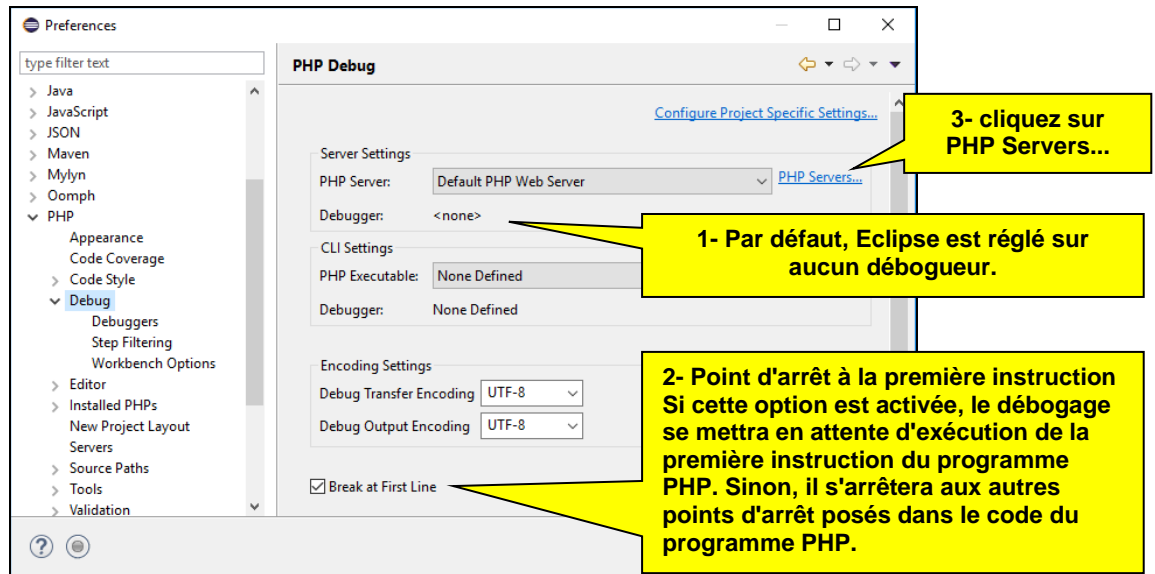 Preferences
type filter text
Java
JavaScript
JSON
Maven
Mylyn
Oomph
PHP
Appearance
Code Coverage
Code Style
Debug
Debuggers
Step Filtering
Workbench Options
Editor
Installed PHPs
New Project Layout
Servers
Source Paths
Tools
Validation
PHP Debug
Configure Project Specific Settings...
Server Settings
PHP Server: Default PHP Web Server PHP Servers...
Debugger: <none>
CLI Settings
PHP Executable: None Defined
Debugger: None Defined
Encoding Settings
Debug Transfer Encoding UTF-8
Debug Output Encoding UTF-8
Break at First Line
3- cliquez sur
PHP Servers...
1- Par défaut, Eclipse est réglé sur
aucun débogueur.
2- Point d'arrêt à la première instruction
Si cette option est activée, le débogage
se mettra en attente d'exécution de la
première instruction du programme
PHP. Sinon, il s'arrêtera aux autres
points d'arrêt posés dans le code du
programme PHP.